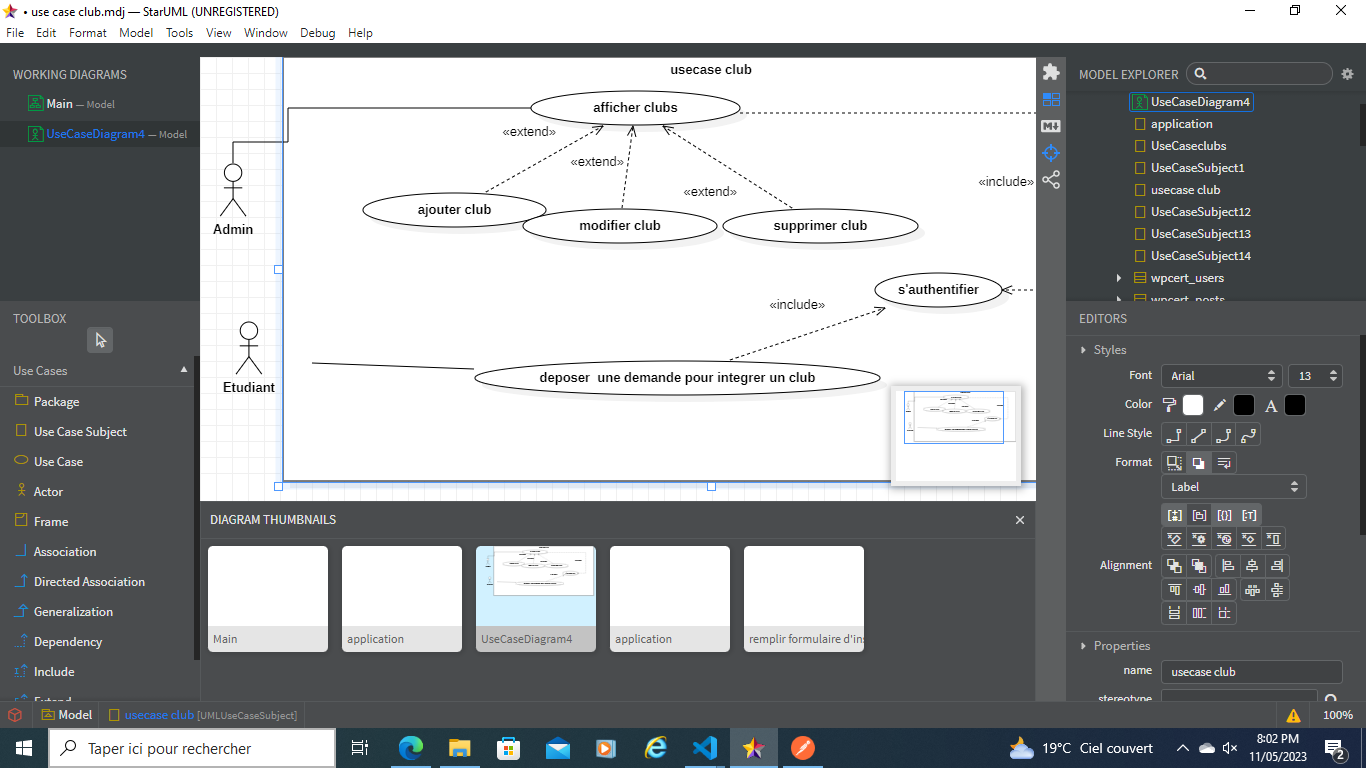 • use case club.mdj — StarUML (UNREGISTERED)
File Edit Format Model Tools View Window Debug Help
WORKING DIAGRAMS
Main — Model
UseCaseDiagram4 — Model
TOOLBOX
Use Cases
Package
Use Case Subject
Use Case
Actor
Frame
Association
Directed Association
Generalization
Dependency
Include
Extend
usecase club
afficher clubs
«extend»
«extend»
«extend»
«include»
Admin
ajouter club
modifier club
supprimer club
s'authentifier
«include»
Etudiant
deposer une demande pour integrer un club
DIAGRAM THUMBNAILS
Main
application
UseCaseDiagram4
application
remplir formulaire d'ins
MODEL EXPLORER
UseCaseDiagram4
application
UseCaseclubs
UseCaseSubject1
usecase club
UseCaseSubject12
UseCaseSubject13
UseCaseSubject14
wpcert_users
wpcert_posts
EDITORS
Styles
Font Arial 13
Color A
Line Style
Format
Label
Alignment
Properties
name usecase club
stereotype
Model usecase club [UMLUseCaseSubject] 100%
Taper ici pour rechercher
19°C Ciel couvert
8:02 PM
11/05/2023
2